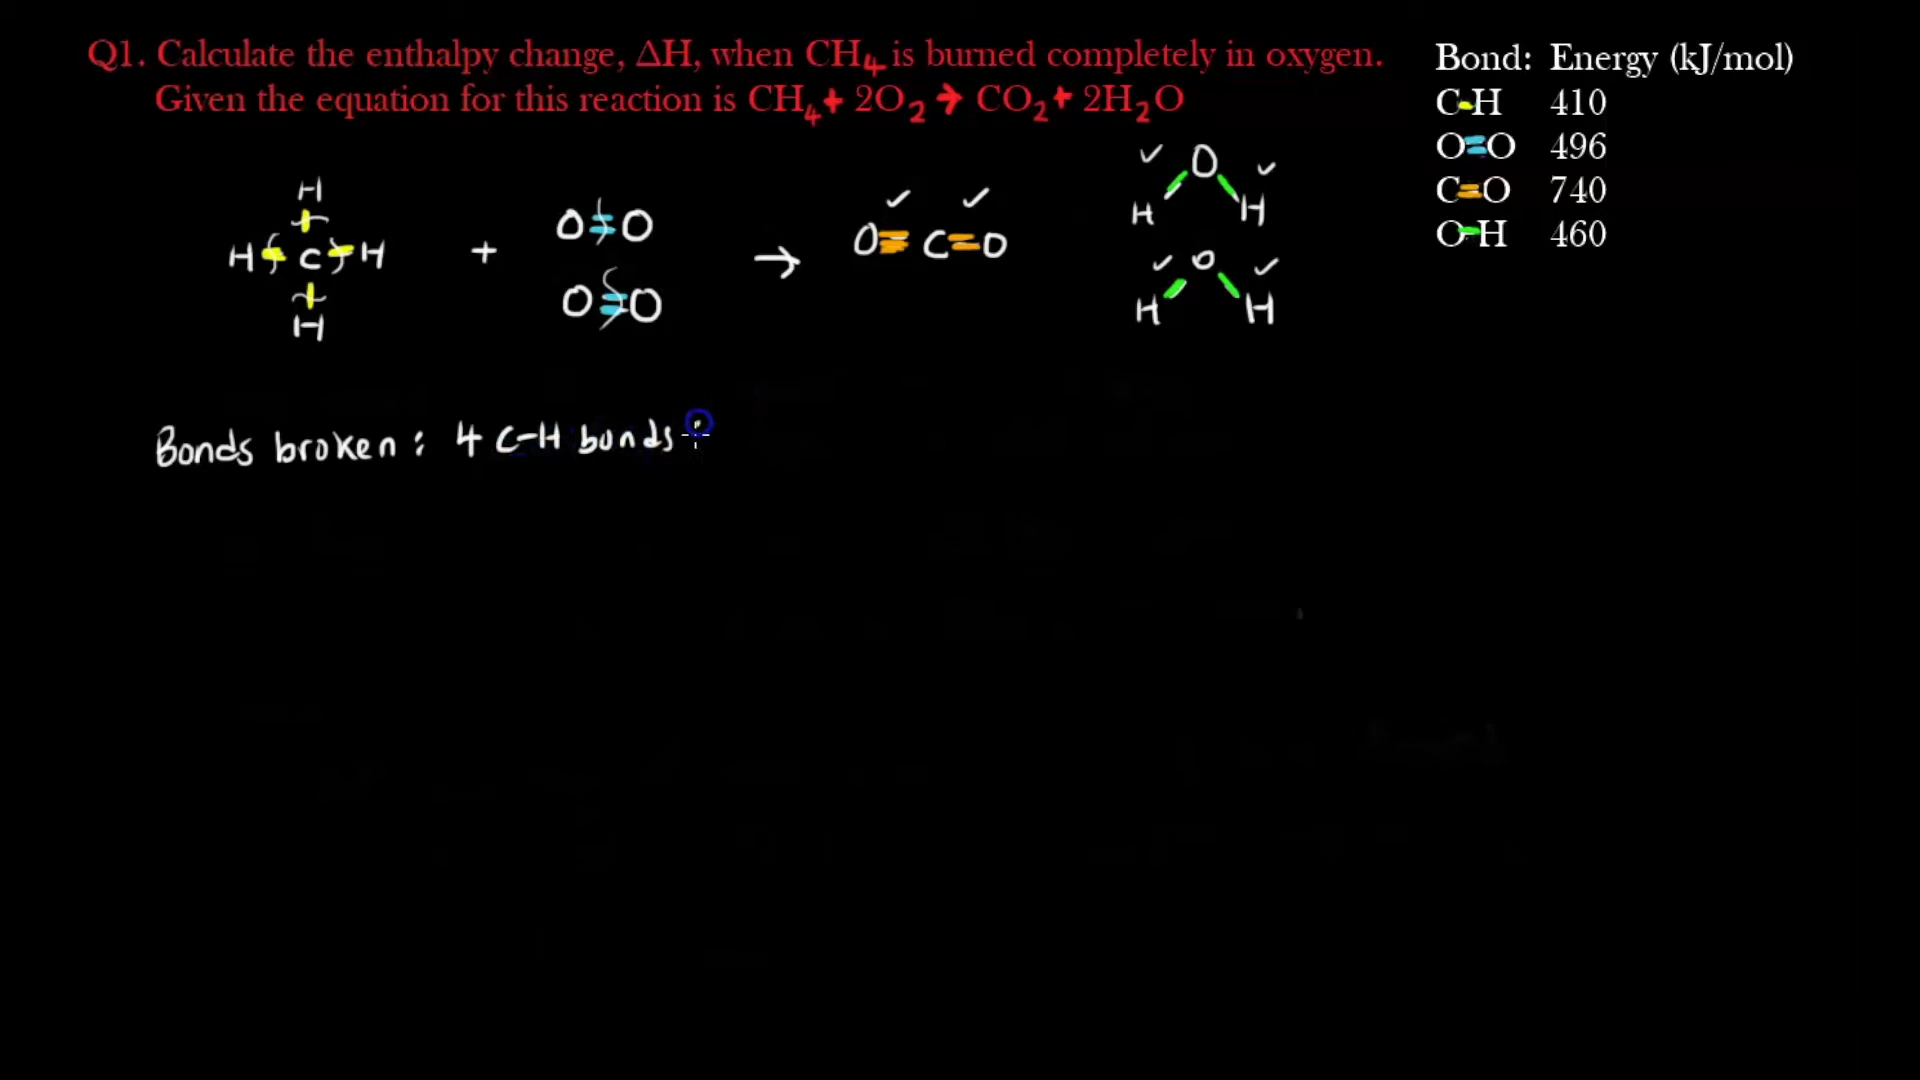 Q1. Calculate the enthalpy change, ΔH, when CH₄ is burned completely in oxygen.
Given the equation for this reaction is CH₄ + 2O₂ → CO₂ + 2H₂O
Bond: Energy (kJ/mol)
C-H 410
O=O 496
C=O 740
O-H 460
H
H C H
H
+
O=O
O=O
→
O=C=O
O
H H
O
H H
Bonds broken: 4 C-H bonds